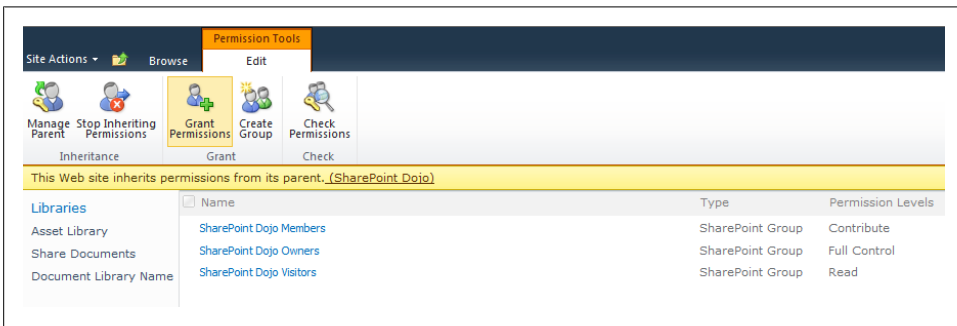 Permission Tools
Site Actions Browse Edit
Manage Parent
Stop Inheriting Permissions
Grant Permissions
Create Group
Check Permissions
Inheritance Grant Check
This Web site inherits permissions from its parent. (SharePoint Dojo)
Libraries
Asset Library
Share Documents
Document Library Name
Name Type Permission Levels
SharePoint Dojo Members SharePoint Group Contribute
SharePoint Dojo Owners SharePoint Group Full Control
SharePoint Dojo Visitors SharePoint Group Read